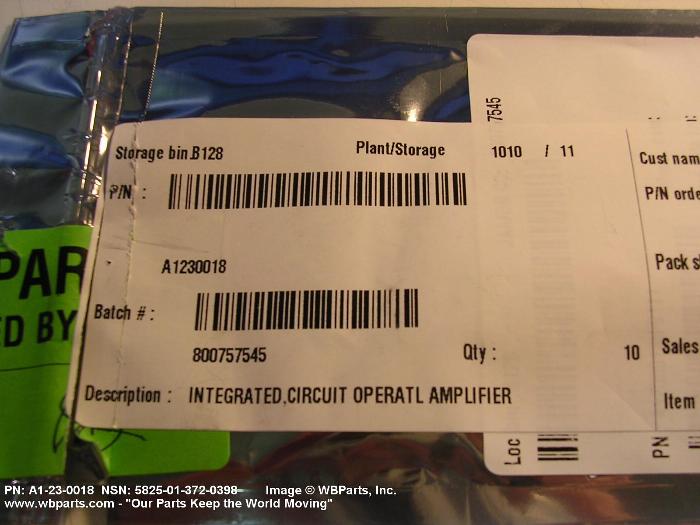 7545
Storage bin.B128 Plant/Storage 1010 / 11
P/N :
A1230018
Batch # :
800757545
Qty : 10
Description : INTEGRATED,CIRCUIT OPERATL AMPLIFIER
Cust nam
P/N orde
Pack sl
Sales
Item
Loc
PN
PAR
ED BY
PN: A1-23-0018 NSN: 5825-01-372-0398 Image © WBParts, Inc.
www.wbparts.com - "Our Parts Keep the World Moving"